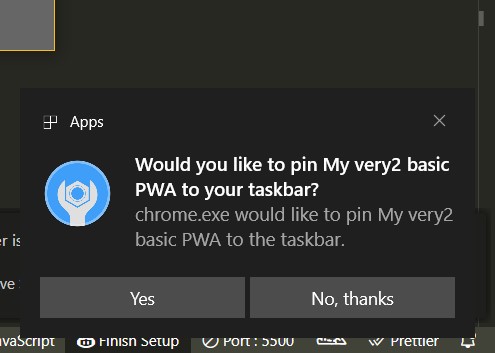 Apps
Would you like to pin My very2 basic
PWA to your taskbar?
chrome.exe would like to pin My very2
basic PWA to the taskbar.
er is
ve
Yes No, thanks
avaScript Finish Setup Port : 5500 Prettier